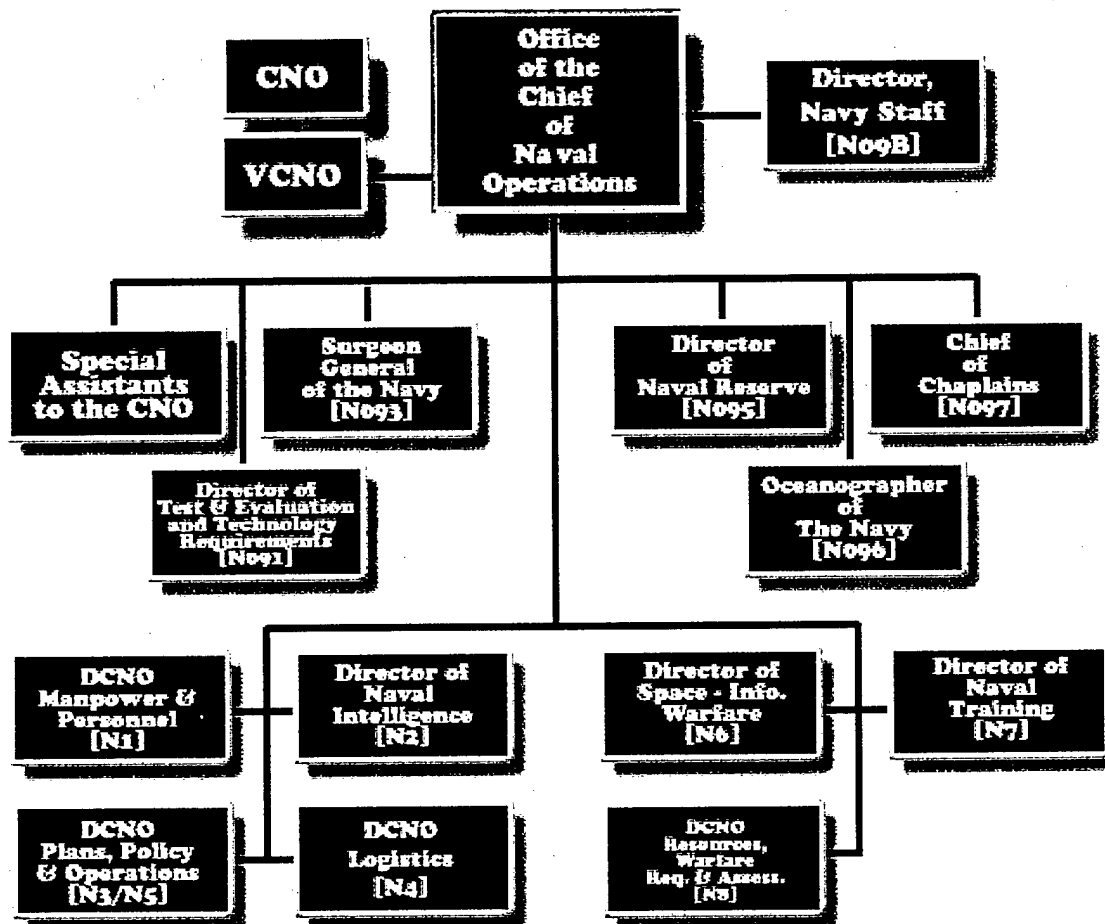 CNO
VCNO
Office
of the
Chief
of
Naval
Operations
Director,
Navy Staff
[N09B]
Special
Assistants
to the CNO
Surgeon
General
of the Navy
[N093]
Director
of
Naval Reserve
[N095]
Chief
of
Chaplains
[N097]
Director of
Test & Evaluation
and Technology
Requirements
[N091]
Oceanographer
of
The Navy
[N096]
DCNO
Manpower &
Personnel
[N1]
Director of
Naval
Intelligence
[N2]
Director of
Space - Info.
Warfare
[N6]
Director of
Naval
Training
[N7]
DCNO
Plans, Policy
& Operations
[N3/N5]
DCNO
Logistics
[N4]
DCNO
Resources,
Warfare
Req. & Assess.
[N8]